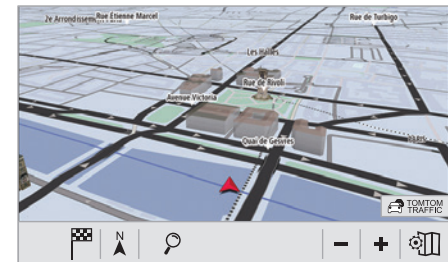 2e Arrondissem
Rue Étienne Marcel
Rue de Turbigo
Les Halles
Rue de Rivoli
Avenue Victoria
Quai de Gesvres
TOMTOM
TRAFFIC
N